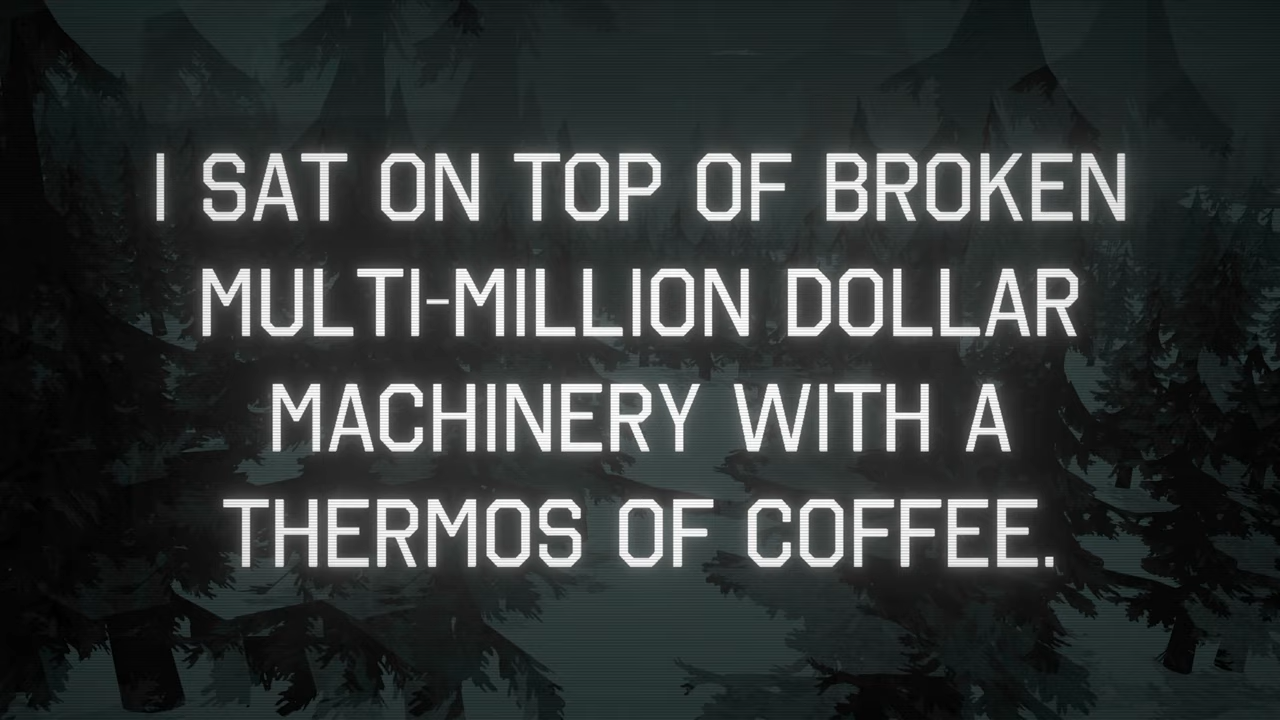 I SAT ON TOP OF BROKEN
MULTI-MILLION DOLLAR
MACHINERY WITH A
THERMOS OF COFFEE.